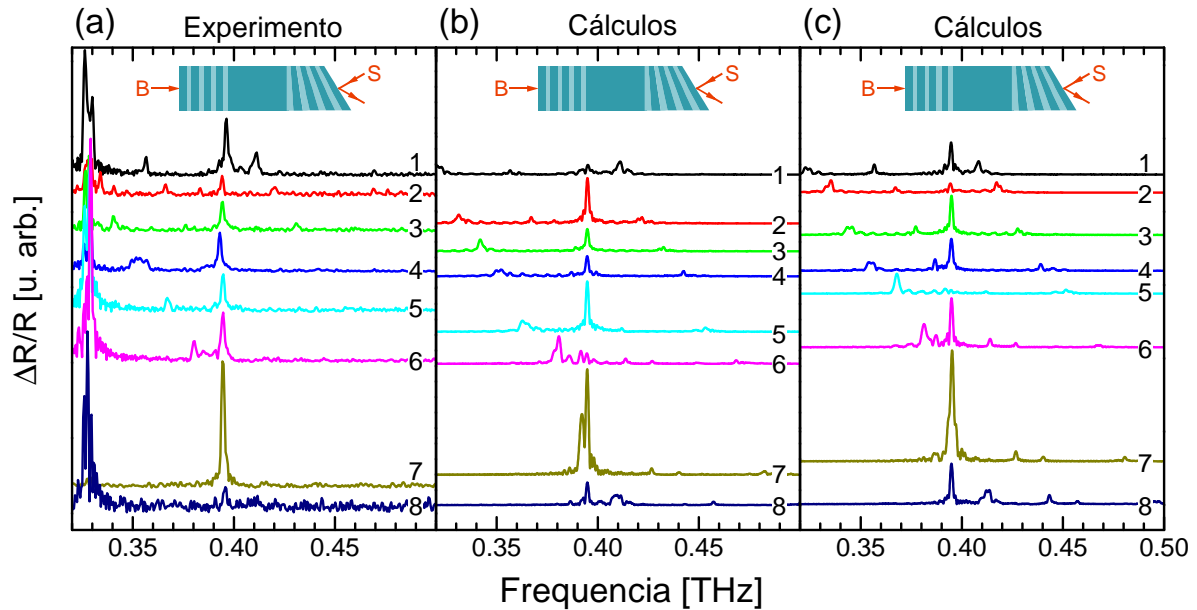 (a) Experimento
(b) Cálculos
(c) Cálculos
B S
B S
B S
1
2
3
4
5
6
7
8
1
2
3
4
5
6
7
8
1
2
3
4
5
6
7
8
ΔR/R [u. arb.]
0.35 0.40 0.45 0.35 0.40 0.45 0.35 0.40 0.45 0.50
Frequencia [THz]